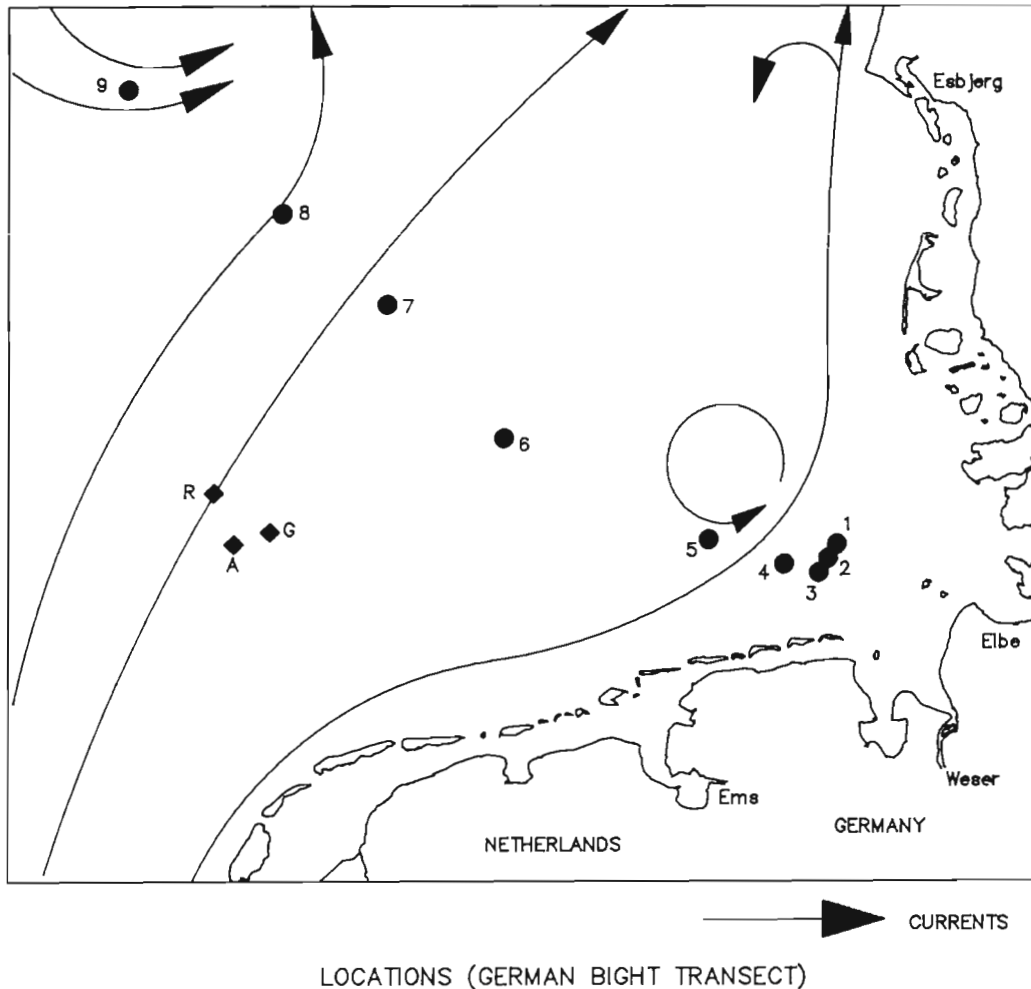 9
Esbjerg
8
7
6
R
G
A
5
1
2
4
3
Elbe
Weser
Ems
GERMANY
NETHERLANDS
CURRENTS
LOCATIONS (GERMAN BIGHT TRANSECT)